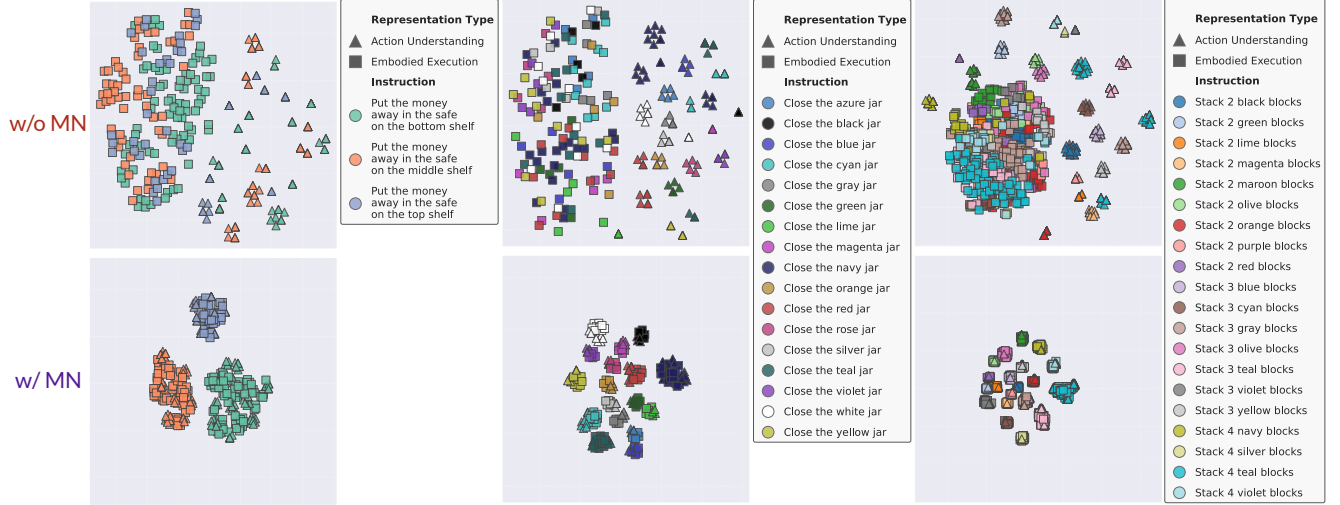 w/o MN
w/ MN
Representation Type
Action Understanding
Embodied Execution
Instruction
Put the money
away in the safe
on the bottom shelf
Put the money
away in the safe
on the middle shelf
Put the money
away in the safe
on the top shelf
Representation Type
Action Understanding
Embodied Execution
Instruction
Close the azure jar
Close the black jar
Close the blue jar
Close the cyan jar
Close the gray jar
Close the green jar
Close the lime jar
Close the magenta jar
Close the navy jar
Close the orange jar
Close the red jar
Close the rose jar
Close the silver jar
Close the teal jar
Close the violet jar
Close the white jar
Close the yellow jar
Representation Type
Action Understanding
Embodied Execution
Instruction
Stack 2 black blocks
Stack 2 green blocks
Stack 2 lime blocks
Stack 2 magenta blocks
Stack 2 maroon blocks
Stack 2 olive blocks
Stack 2 orange blocks
Stack 2 purple blocks
Stack 2 red blocks
Stack 3 blue blocks
Stack 3 cyan blocks
Stack 3 gray blocks
Stack 3 olive blocks
Stack 3 teal blocks
Stack 3 violet blocks
Stack 3 yellow blocks
Stack 4 navy blocks
Stack 4 silver blocks
Stack 4 teal blocks
Stack 4 violet blocks